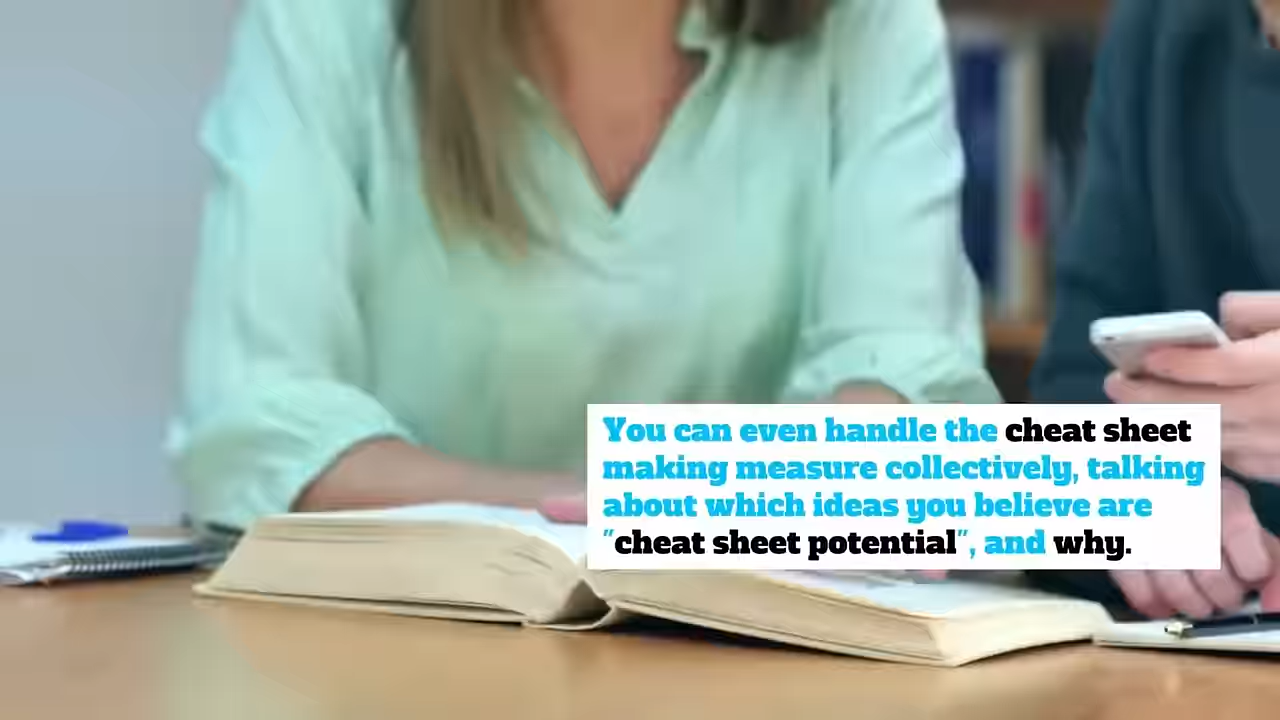 You can even handle the cheat sheet
making measure collectively, talking
about which ideas you believe are
"cheat sheet potential", and why.